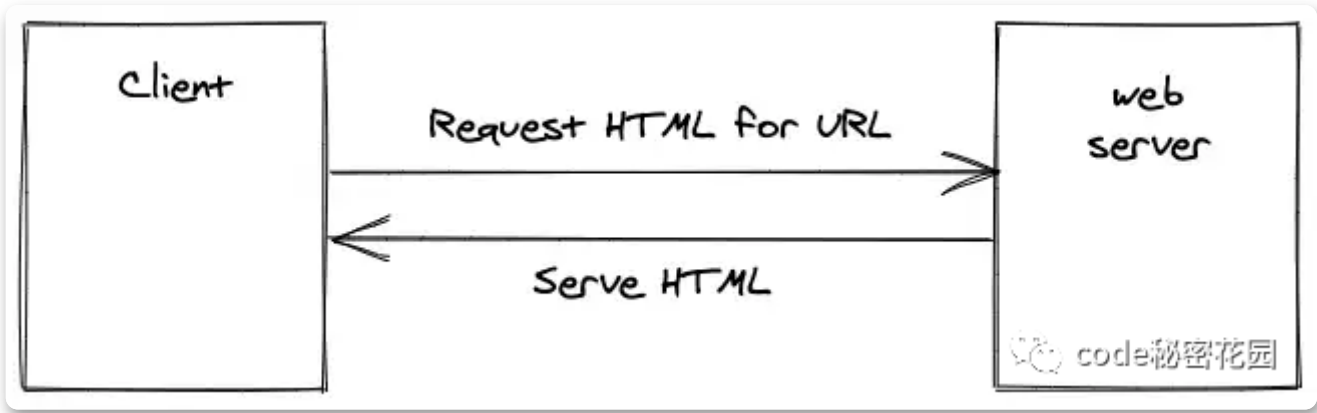 Client
Request HTML for URL
web
server
Serve HTML
code秘密花园